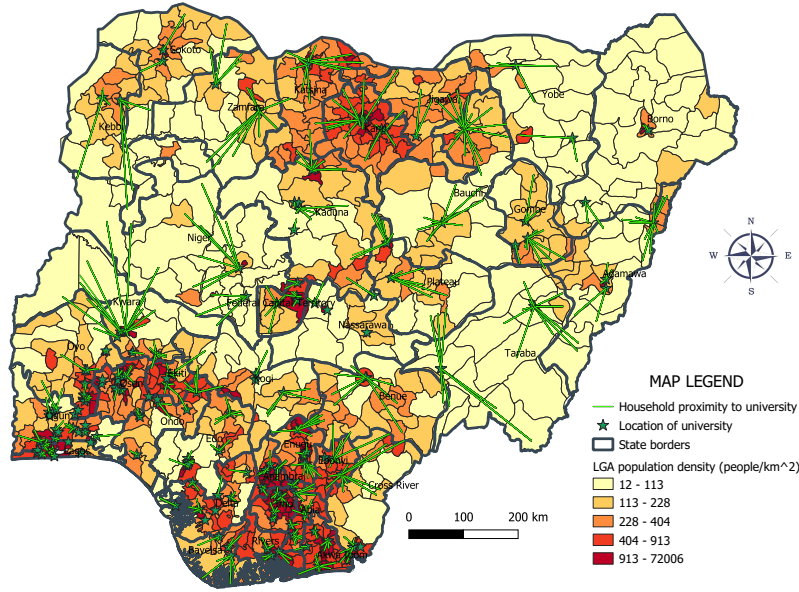 Sokoto
Katsina
Jigawa
Yobe
Borno
Zamfara
Kebbi
Kano
Bauchi
Gombe
Kaduna
Niger
N
W
E
S
Adamawa
Plateau
Kwara
Federal Capital Territory
Nassarawa
Oyo
Taraba
Osun
Ekiti
Kogi
Benue
Ogun
Ondo
Edo
Enugu
Lagos
Ebonyi
Anambra
Cross River
Delta
Imo
Abia
Rivers
Bayelsa
Akwa Ibom
MAP LEGEND
Household proximity to university
Location of university
State borders
LGA population density (people/km^2)
12 - 113
113 - 228
228 - 404
404 - 913
913 - 72006
0 100 200 km